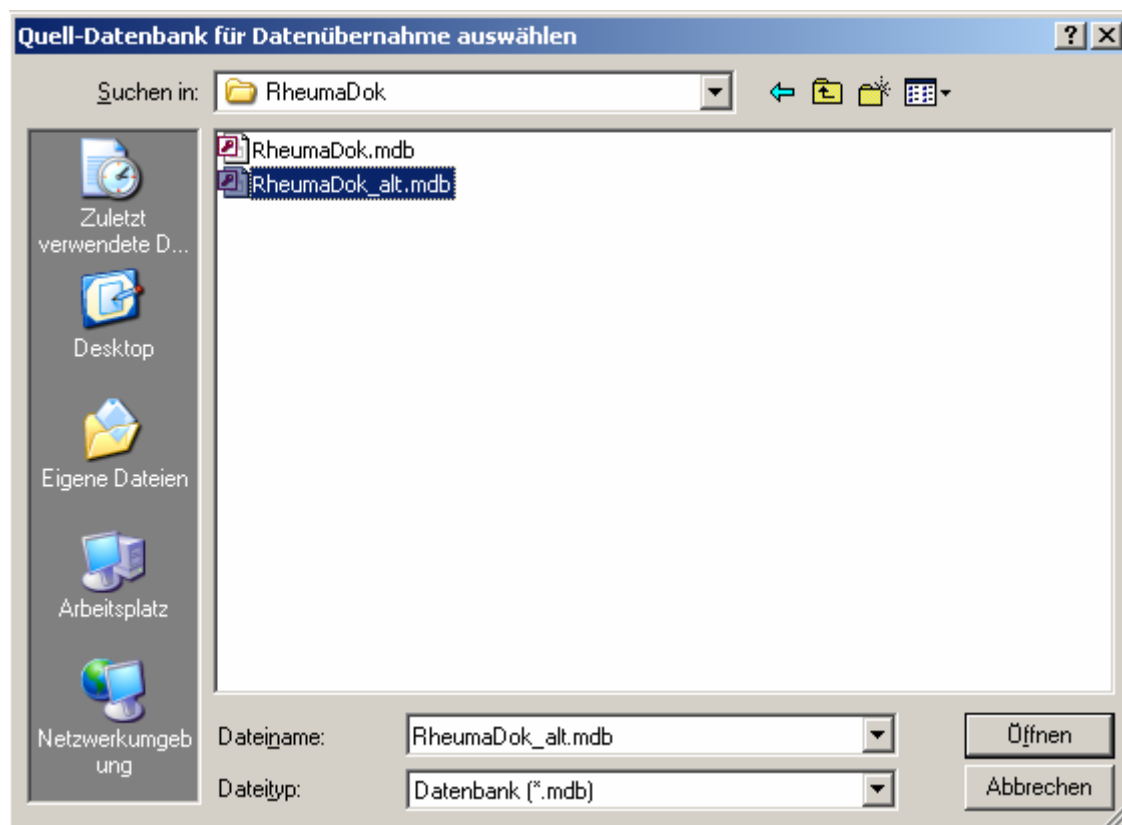 Quell-Datenbank für Datenübernahme auswählen
Suchen in:
RheumaDok
RheumaDok.mdb
RheumaDok_alt.mdb
Zuletzt
verwendete D...
Desktop
Eigene Dateien
Arbeitsplatz
Netzwerkumgeb
ung
Dateiname:
RheumaDok_alt.mdb
Öffnen
Dateityp:
Datenbank (*.mdb)
Abbrechen